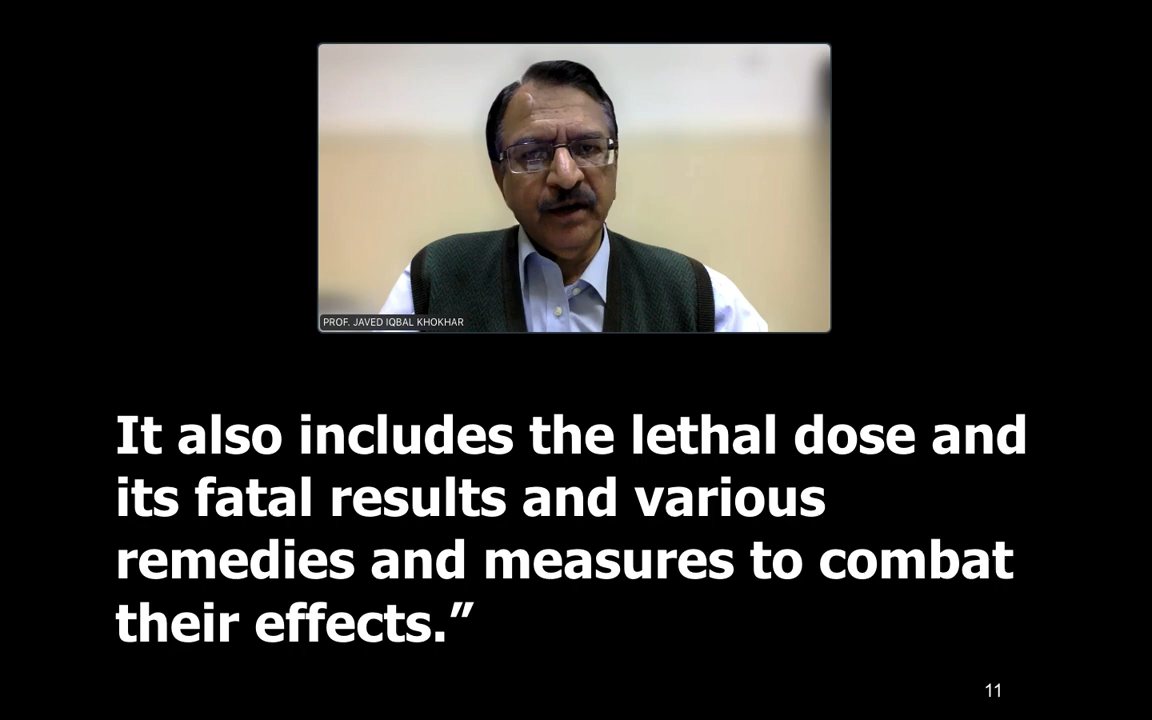 PROF. JAVED IQBAL KHOKHAR
It also includes the lethal dose and
its fatal results and various
remedies and measures to combat
their effects.”
11